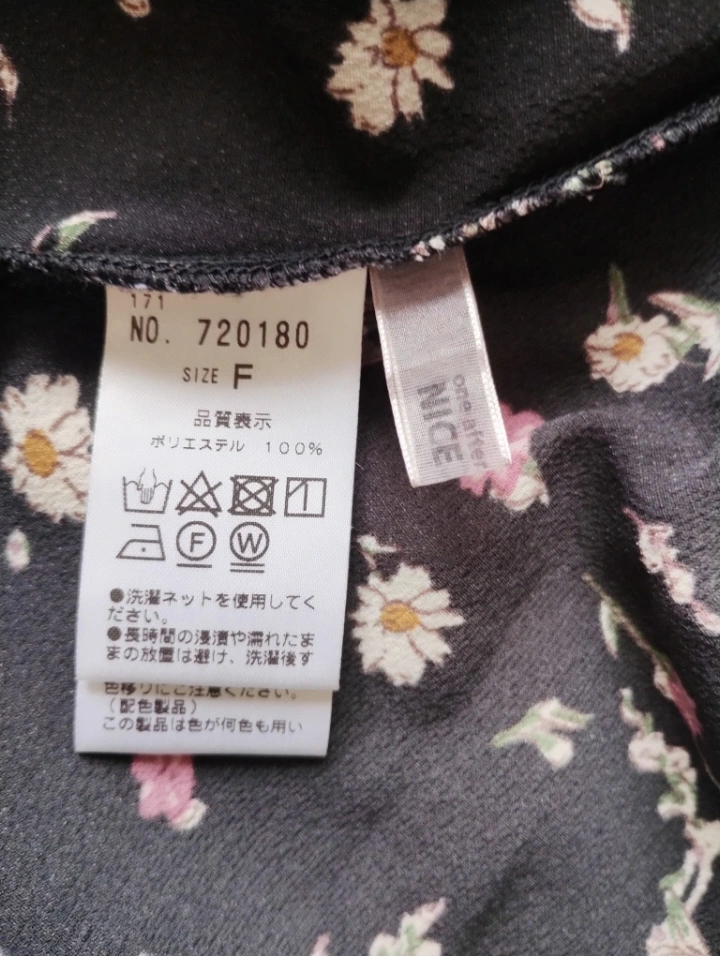 171
NO. 720180
SIZE F
品質表示
ポリエステル 100%
F W
●洗濯ネットを使用してく
ださい。
●長時間の浸漬や濡れたま
まの放置は避け、洗濯後す
色移りにご注意ください。
(配色製品)
この製品は色が何色も用い
one after
NICE